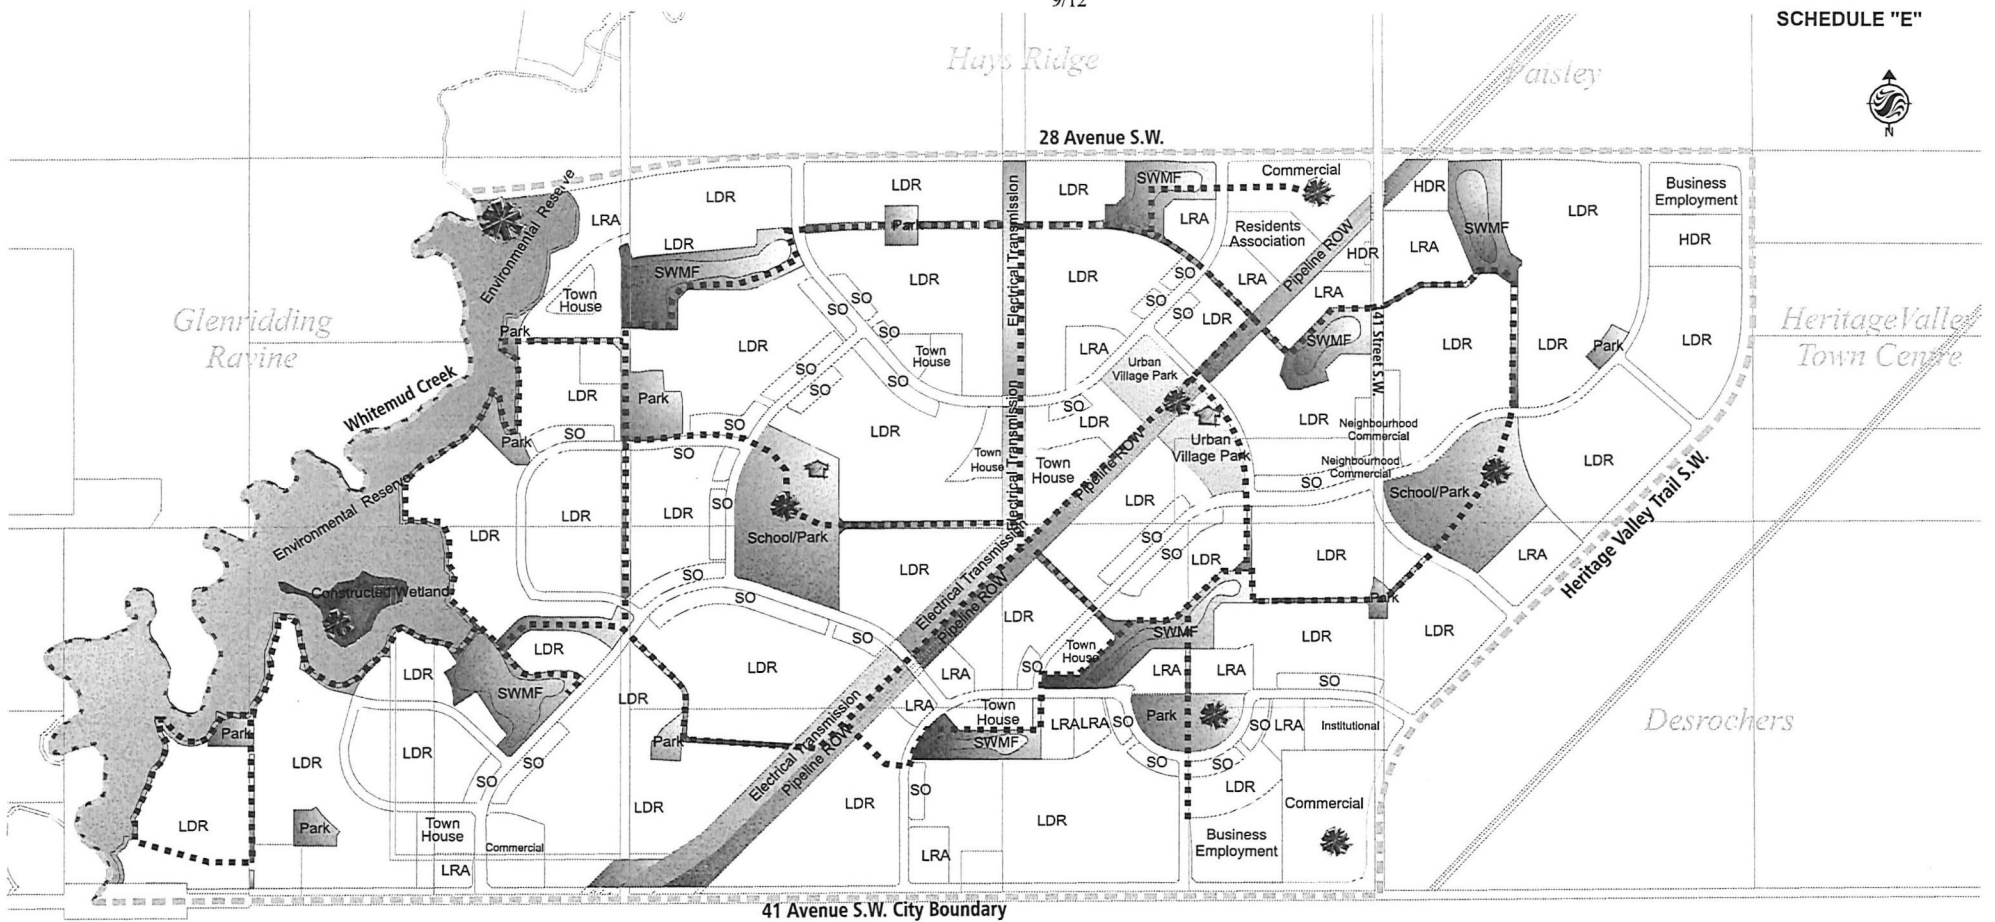 9/12
SCHEDULE "E"
Hays Ridge
aisley
N
28 Avenue S.W.
Environmental Reserve
LRA
LDR
LDR
LDR
Park
Electrical Transmission
LDR
SWMF
LRA
Commercial
Residents
Association
Pipeline ROW
HDR
HDR
LRA
SWMF
LDR
Business
Employment
HDR
Glenridding
Ravine
Town
House
SWMF
LDR
LDR
SO
SO
SO
SO
SO
SO
LRA
LRA
LDR
Heritage Valle
Town Centre
Park
LDR
SO
SO
SO
SO
Town
House
LRA
Urban
Village Park
SWMF
41 Street S.W.
LDR
LDR
Park
LDR
Whitemud Creek
LDR
Park
SO
Park
SO
SO
LDR
Electrical Transmission
SO
LDR
Urban
Village Park
LDR
Neighbourhood
Commercial
Neighbourhood
Commercial
LDR
Town
House
Town
House
Pipeline ROW
SO
School/Park
Environmental Reserve
LDR
LDR
LDR
SO
School/Park
LDR
SO
SO
LDR
LDR
LRA
Heritage Valley Trail S.W.
Constructed Wetland
SO
SO
SO
LDR
Electrical Transmission
Pipeline ROW
LDR
SWMF
Park
LDR
LDR
LDR
LDR
SWMF
LDR
LDR
LRA
SO
Town
House
LRA
LRA
SO
Park
LDR
LDR
SO
SO
Park
Electrical Transmission
Pipeline ROW
LRA
Town
House
SWMF
LRA
LRA
SO
Park
SO
LRA
Institutional
Desrochers
SO
SO
LDR
Park
Town
House
LRA
Commercial
LDR
LDR
SO
LRA
LDR
LDR
Business
Employment
Commercial
41 Avenue S.W. City Boundary